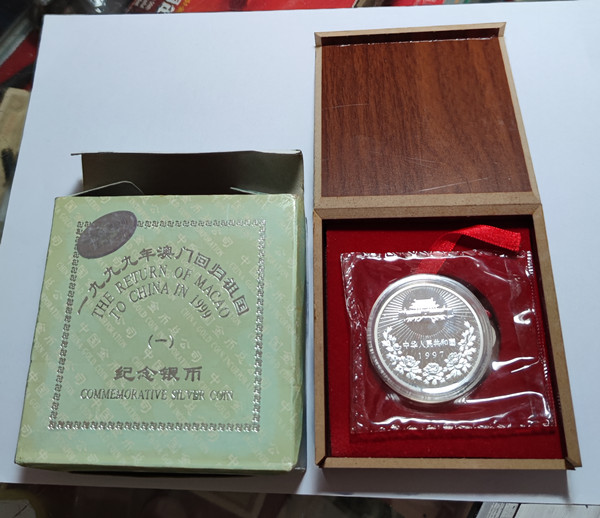 一九九九年澳门回归祖国
THE RETURN OF MACAO
TO CHINA IN 1999
(一)
纪念银币
COMMEMORATIVE SILVER COIN
中华人民共和国
1997